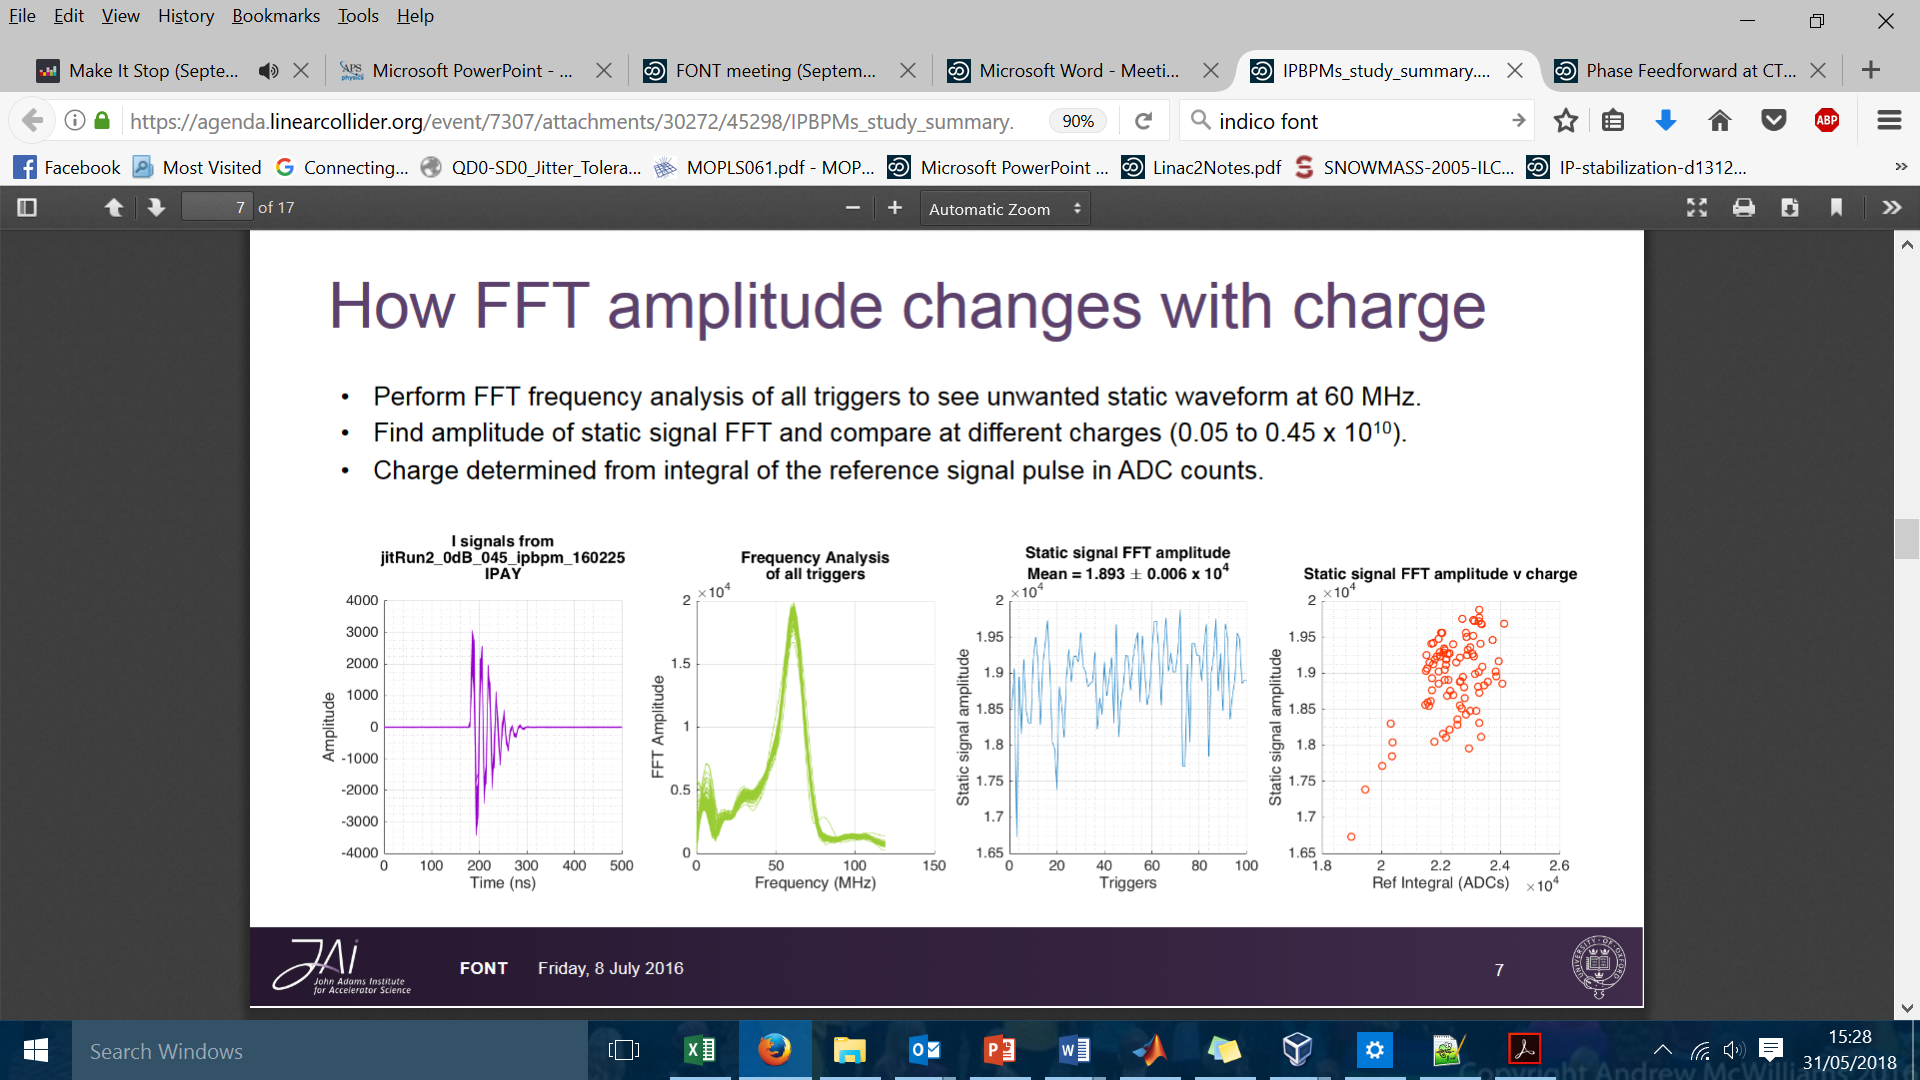 File Edit View History Bookmarks Tools Help
Make It Stop (Septe...
Microsoft PowerPoint - ...
FONT meeting (Septem...
Microsoft Word - Meeti...
IPBPMs_study_summary....
Phase Feedforward at CT...
https://agenda.linearcollider.org/event/7307/attachments/30272/45298/IPBPMs_study_summary.
90%
indico font
ABP
Facebook
Most Visited
Connecting...
QD0-SD0_Jitter_Tolera...
MOPLS061.pdf - MOP...
Microsoft PowerPoint ...
Linac2Notes.pdf
SNOWMASS-2005-ILC...
IP-stabilization-d1312...
7 of 17
Automatic Zoom
How FFT amplitude changes with charge
• Perform FFT frequency analysis of all triggers to see unwanted static waveform at 60 MHz.
• Find amplitude of static signal FFT and compare at different charges (0.05 to 0.45 x 10¹⁰).
• Charge determined from integral of the reference signal pulse in ADC counts.
I signals from
jitRun2_0dB_045_ipbpm_160225
IPAY
4000
3000
2000
1000
0
-1000
-2000
-3000
-4000
Amplitude
0 100 200 300 400 500
Time (ns)
Frequency Analysis
of all triggers
×10⁴
2
1.5
1
0.5
0
FFT Amplitude
0 50 100 150
Frequency (MHz)
Static signal FFT amplitude
Mean = 1.893 ± 0.006 x 10⁴
×10⁴
2
1.95
1.9
1.85
1.8
1.75
1.7
1.65
Static signal amplitude
0 20 40 60 80 100
Triggers
Static signal FFT amplitude v charge
×10⁴
2
1.95
1.9
1.85
1.8
1.75
1.7
1.65
Static signal amplitude
1.8 2 2.2 2.4 2.6
Ref Integral (ADCs) ×10⁴
JAi
John Adams Institute
for Accelerator Science
FONT Friday, 8 July 2016
7
UNIVERSITY OF OXFORD
Search Windows
15:28
31/05/2018
Copyright Andrew McWilliams